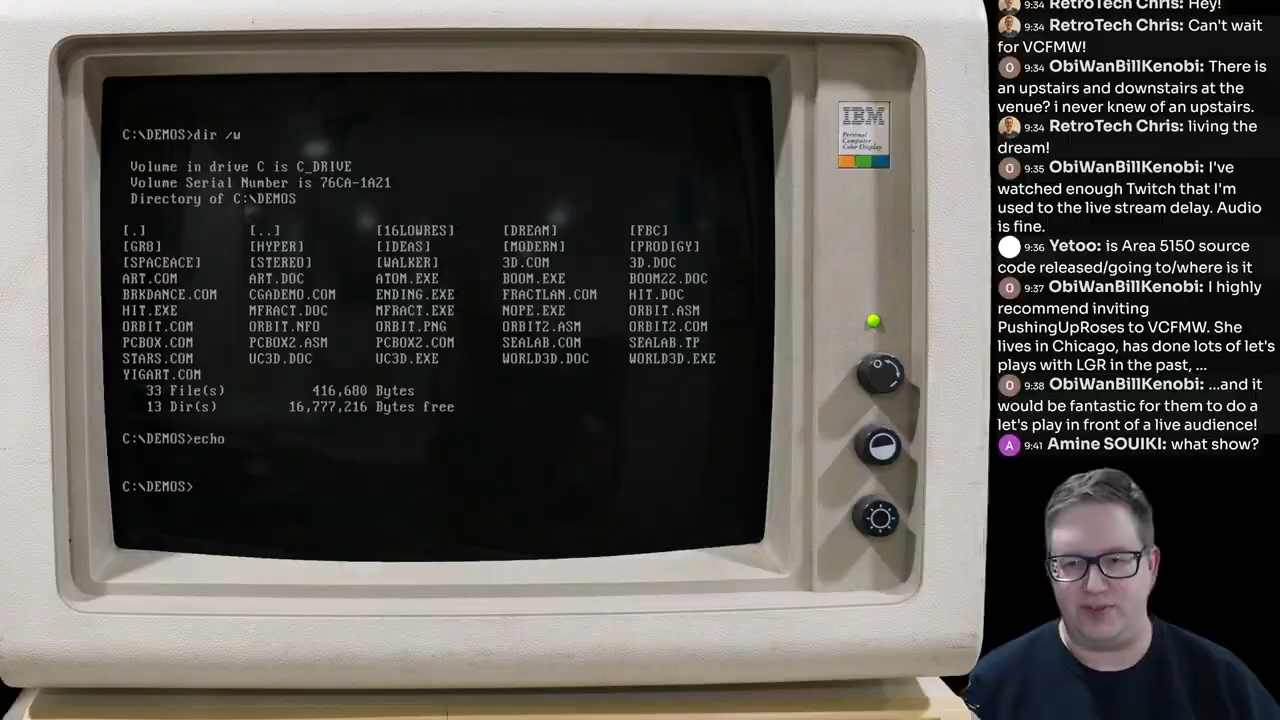 C:\DEMOS>dir /w
Volume in drive C is C_DRIVE
Volume Serial Number is 76CA-1A21
Directory of C:\DEMOS
[.] [..] [16LOWRES] [DREAM] [FBC]
[GR8] [HYPER] [IDEAS] [MODERN] [PRODIGY]
[SPACEACE] [STEREO] [WALKER] 3D.COM 3D.DOC
ART.COM ART.DOC ATOM.EXE BOOM.EXE BOOM22.DOC
BRKDANCE.COM CGADEMO.COM ENDING.EXE FRACTLAN.COM HIT.DOC
HIT.EXE MFRACT.DOC MFRACT.EXE NOPE.EXE ORBIT.ASM
ORBIT.COM ORBIT.NFO ORBIT.PNG ORBIT2.ASM ORBIT2.COM
PCBOX.COM PCBOX2.ASM PCBOX2.COM SEALAB.COM SEALAB.TP
STARS.COM UC3D.DOC UC3D.EXE WORLD3D.DOC WORLD3D.EXE
YIGART.COM
33 File(s) 416,680 Bytes
13 Dir(s) 16,777,216 Bytes free
C:\DEMOS>echo
C:\DEMOS>
IBM
Personal
Computer
Color Display
9:34 RetroTech Chris: Hey!
9:34 RetroTech Chris: Can't wait
for VCFMW!
O 9:34 ObiWanBillKenobi: There is
an upstairs and downstairs at the
venue? i never knew of an upstairs.
9:34 RetroTech Chris: living the
dream!
O 9:35 ObiWanBillKenobi: I've
watched enough Twitch that I'm
used to the live stream delay. Audio
is fine.
9:36 Yetoo: is Area 5150 source
code released/going to/where is it
O 9:37 ObiWanBillKenobi: I highly
recommend inviting
PushingUpRoses to VCFMW. She
lives in Chicago, has done lots of let's
plays with LGR in the past, ...
O 9:38 ObiWanBillKenobi: ...and it
would be fantastic for them to do a
let's play in front of a live audience!
A 9:41 Amine SOUIKI: what show?